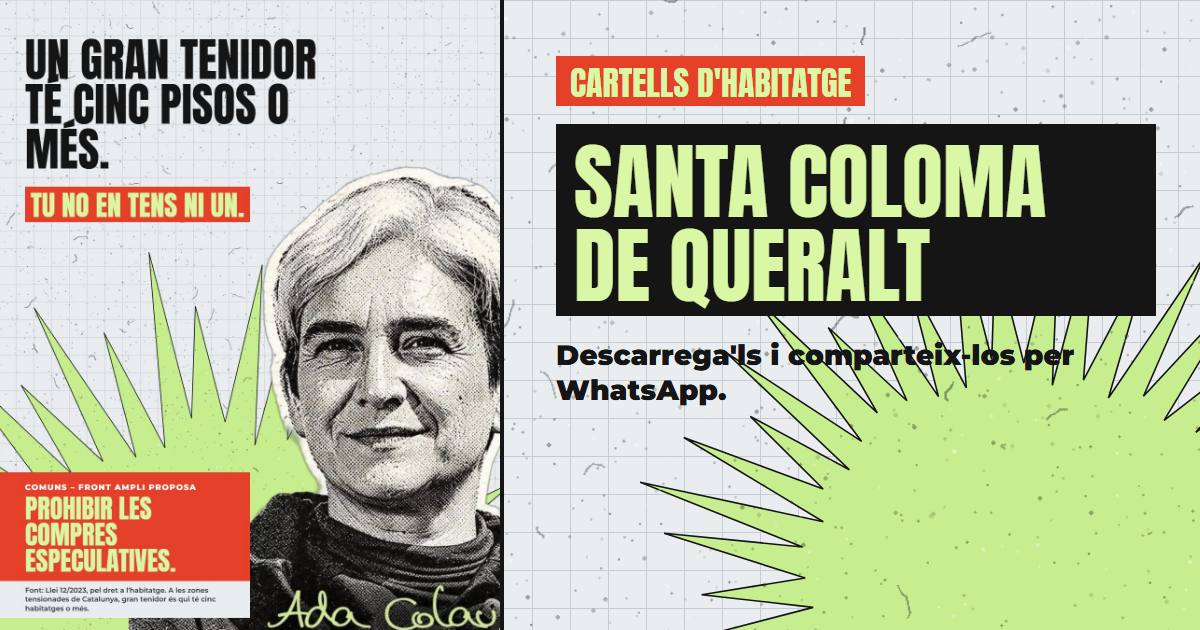 UN GRAN TENIDOR
TÉ CINC PISOS O
MÉS.
TU NO EN TENS NI UN.
COMUNS – FRONT AMPLI PROPOSA
PROHIBIR LES
COMPRES
ESPECULATIVES.
Font: Llei 12/2023, pel dret a l'habitatge. A les zones
tensionades de Catalunya, gran tenidor és qui té cinc
habitatges o més.
Ada Colau
CARTELLS D'HABITATGE
SANTA COLOMA
DE QUERALT
Descarrega'ls i comparteix-los per
WhatsApp.